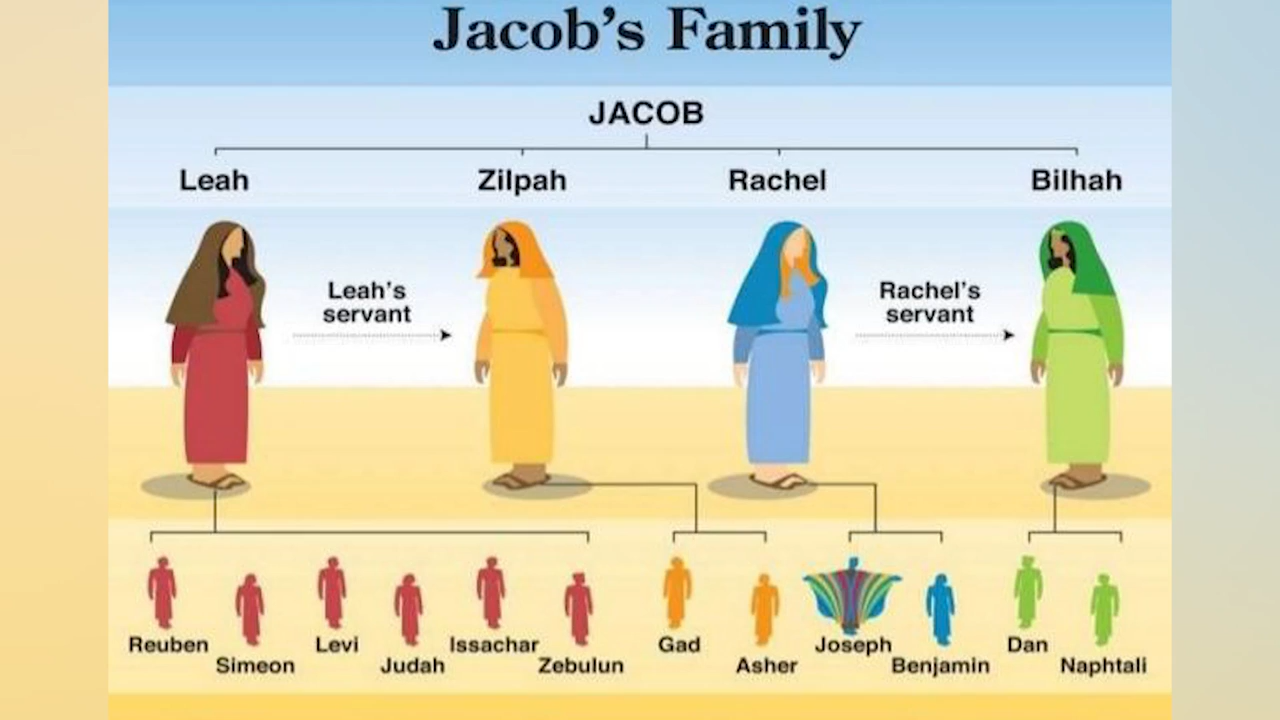 Jacob's Family
JACOB
Leah
Zilpah
Rachel
Bilhah
Leah's
servant
Rachel's
servant
Reuben
Simeon
Levi
Judah
Issachar
Zebulun
Gad
Asher
Joseph
Benjamin
Dan
Naphtali